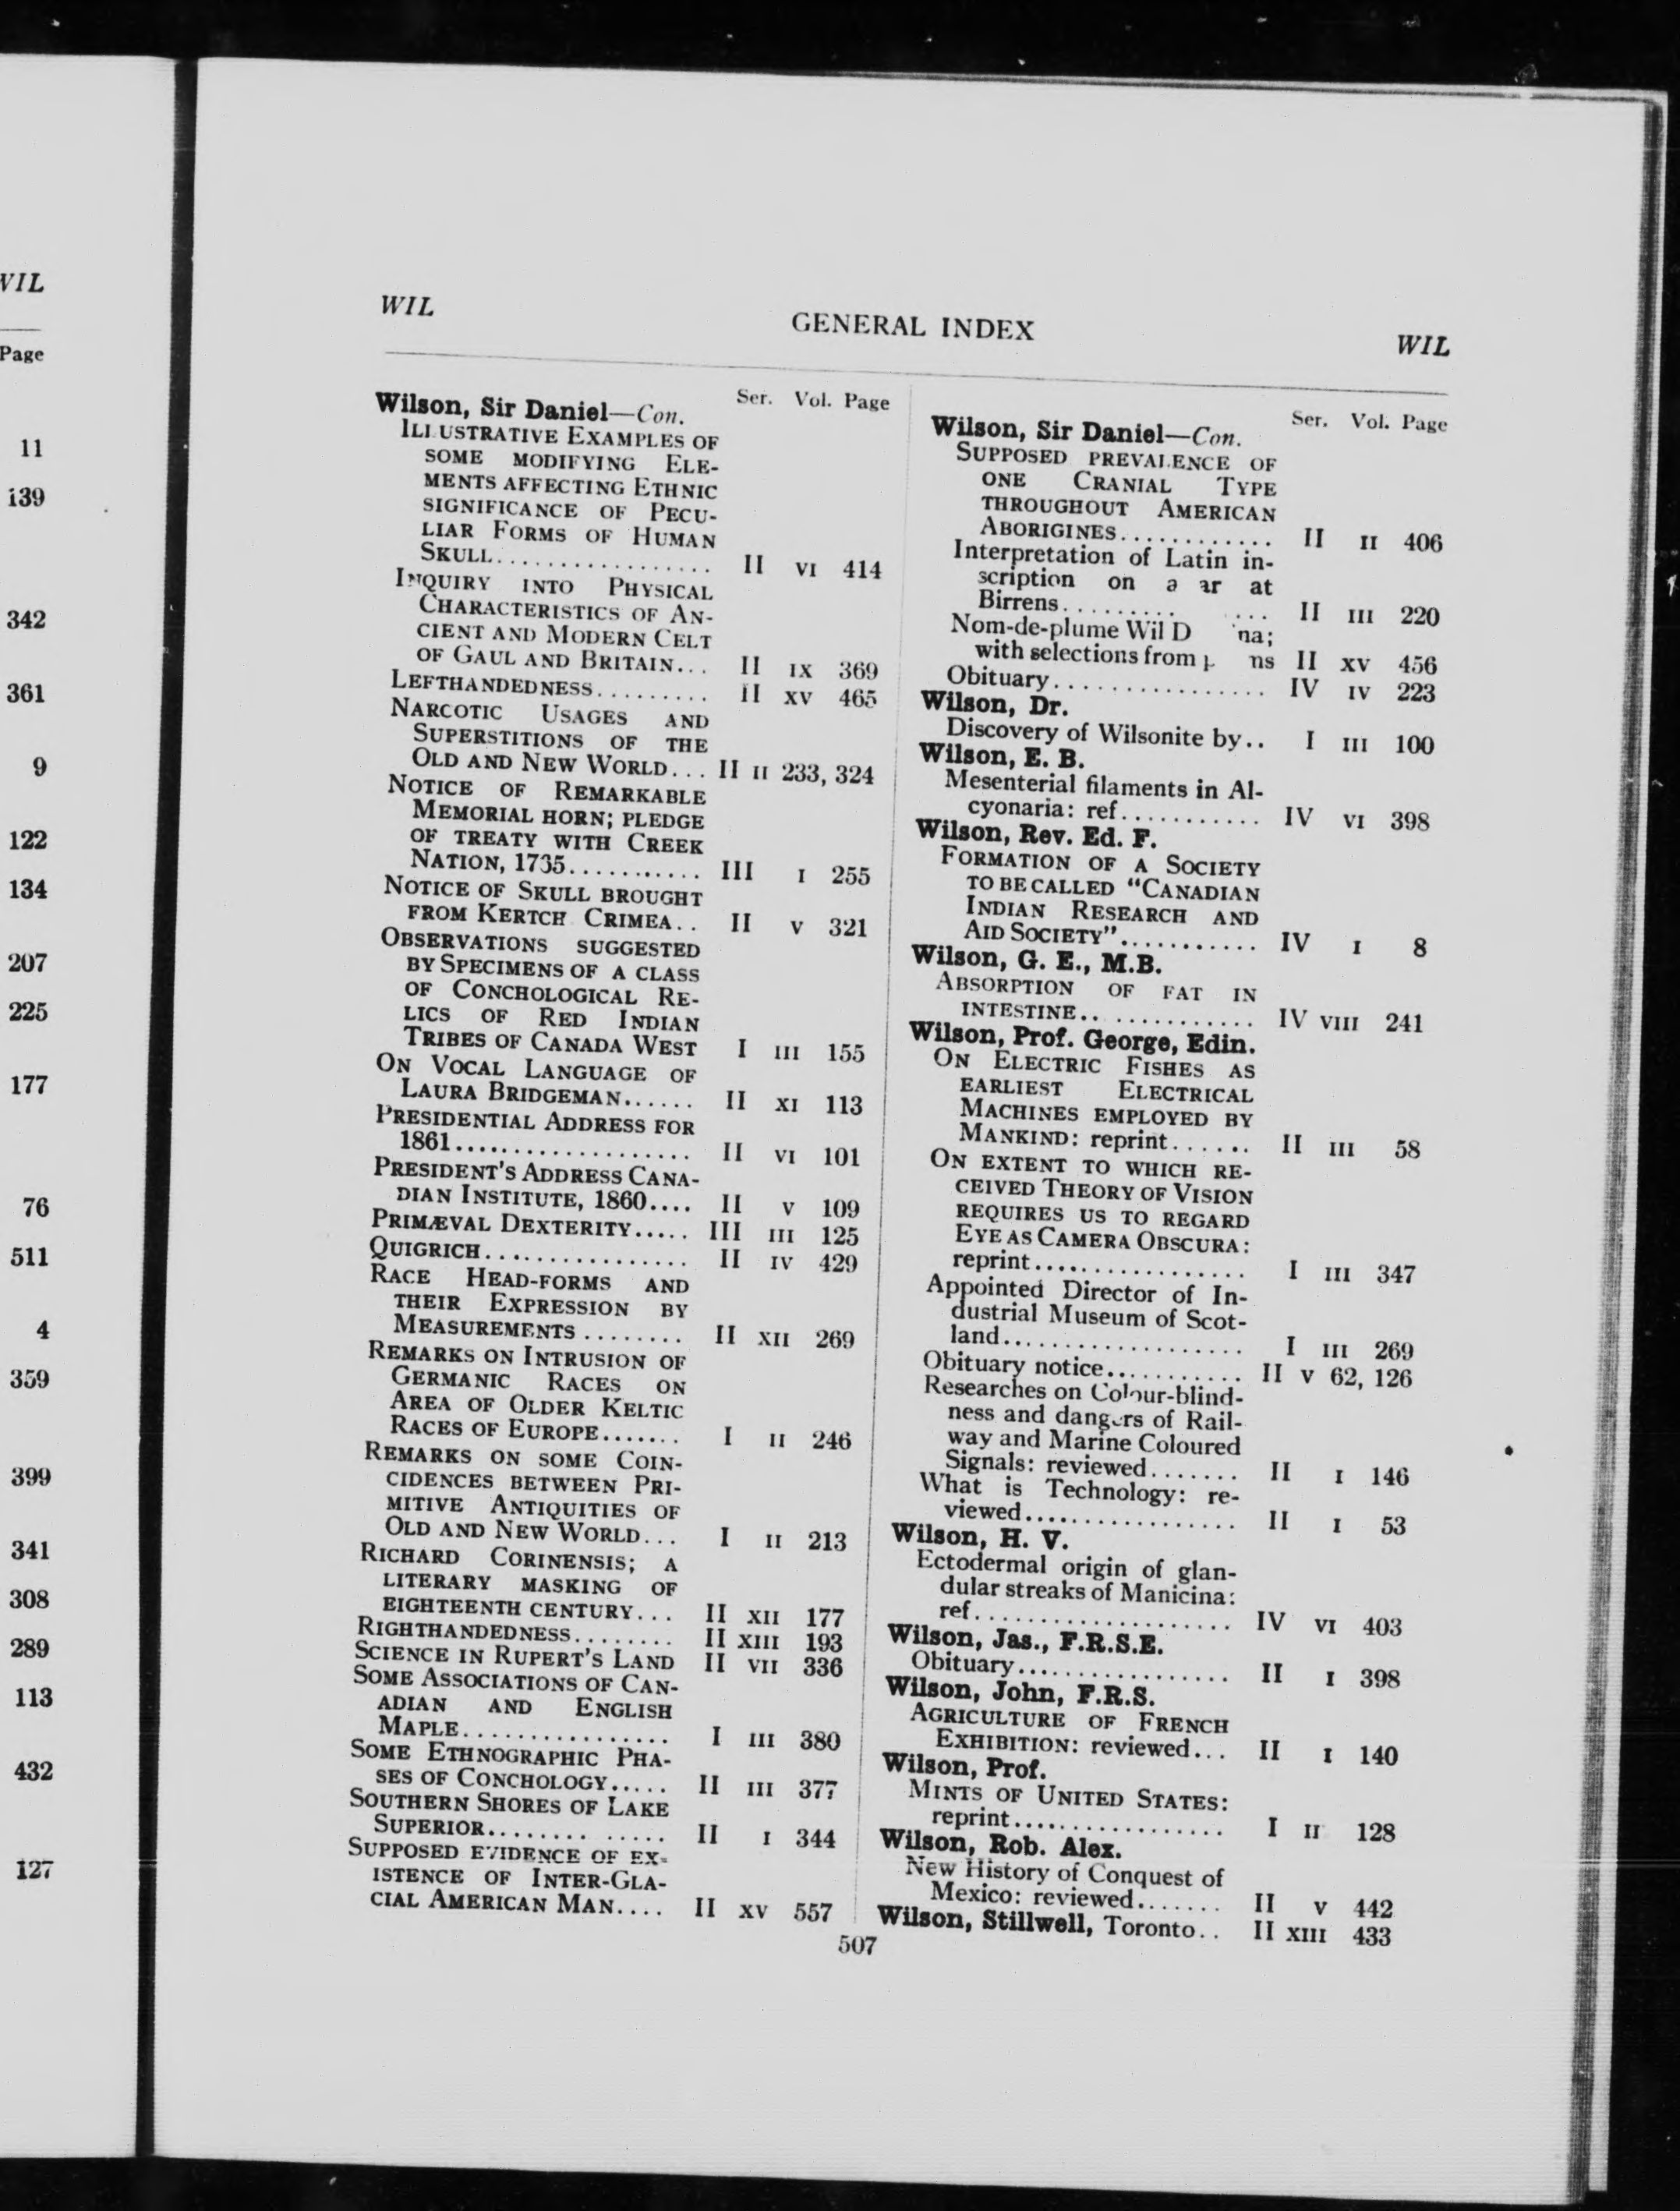 VIL
Page
11
139
342
361
9
122
134
207
225
177
76
511
4
359
399
341
308
289
113
432
127
WIL
GENERAL INDEX
WIL
Ser. Vol. Page
Wilson, Sir Daniel—Con.
ILLUSTRATIVE EXAMPLES OF
SOME MODIFYING ELE-
MENTS AFFECTING ETHNIC
SIGNIFICANCE OF PECU-
LIAR FORMS OF HUMAN
SKULL................. II VI 414
INQUIRY INTO PHYSICAL
CHARACTERISTICS OF AN-
CIENT AND MODERN CELT
OF GAUL AND BRITAIN... II IX 369
LEFTHANDEDNESS......... II XV 465
NARCOTIC USAGES AND
SUPERSTITIONS OF THE
OLD AND NEW WORLD... II II 233, 324
NOTICE OF REMARKABLE
MEMORIAL HORN; PLEDGE
OF TREATY WITH CREEK
NATION, 1735........... III I 255
NOTICE OF SKULL BROUGHT
FROM KERTCH CRIMEA.. II V 321
OBSERVATIONS SUGGESTED
BY SPECIMENS OF A CLASS
OF CONCHOLOGICAL RE-
LICS OF RED INDIAN
TRIBES OF CANADA WEST I III 155
ON VOCAL LANGUAGE OF
LAURA BRIDGEMAN...... II XI 113
PRESIDENTIAL ADDRESS FOR
1861.................... II VI 101
PRESIDENT'S ADDRESS CANA-
DIAN INSTITUTE, 1860.... II V 109
PRIMÆVAL DEXTERITY..... III III 125
QUIGRICH............... II IV 429
RACE HEAD-FORMS AND
THEIR EXPRESSION BY
MEASUREMENTS ........ II XII 269
REMARKS ON INTRUSION OF
GERMANIC RACES ON
AREA OF OLDER KELTIC
RACES OF EUROPE....... I II 246
REMARKS ON SOME COIN-
CIDENCES BETWEEN PRI-
MITIVE ANTIQUITIES OF
OLD AND NEW WORLD... I II 213
RICHARD CORINENSIS; A
LITERARY MASKING OF
EIGHTEENTH CENTURY... II XII 177
RIGHTHANDEDNESS........ II XIII 193
SCIENCE IN RUPERT'S LAND II VII 336
SOME ASSOCIATIONS OF CAN-
ADIAN AND ENGLISH
MAPLE................ I III 380
SOME ETHNOGRAPHIC PHA-
SES OF CONCHOLOGY..... II III 377
SOUTHERN SHORES OF LAKE
SUPERIOR........ ..... II I 344
SUPPOSED EVIDENCE OF EX-
ISTENCE OF INTER-GLA-
CIAL AMERICAN MAN.... II XV 557
Ser. Vol. Page
Wilson, Sir Daniel—Con.
SUPPOSED PREVALENCE OF
ONE CRANIAL TYPE
THROUGHOUT AMERICAN
ABORIGINES............ II II 406
Interpretation of Latin in-
scription on a ar at
Birrens......... ... II III 220
Nom-de-plume Wil D na;
with selections from ns II XV 456
Obituary................ IV IV 223
Wilson, Dr.
Discovery of Wilsonite by.. I III 100
Wilson, E. B.
Mesenterial filaments in Al-
cyonaria: ref........... IV VI 398
Wilson, Rev. Ed. F.
FORMATION OF A SOCIETY
TO BE CALLED "CANADIAN
INDIAN RESEARCH AND
AID SOCIETY"........... IV I 8
Wilson, G. E., M.B.
ABSORPTION OF FAT IN
INTESTINE.. ........... IV VIII 241
Wilson, Prof. George, Edin.
ON ELECTRIC FISHES AS
EARLIEST ELECTRICAL
MACHINES EMPLOYED BY
MANKIND: reprint...... II III 58
ON EXTENT TO WHICH RE-
CEIVED THEORY OF VISION
REQUIRES US TO REGARD
EYE AS CAMERA OBSCURA:
reprint................. I III 347
Appointed Director of In-
dustrial Museum of Scot-
land................... I III 269
Obituary notice............ II V 62, 126
Researches on Colour-blind-
ness and dangers of Rail-
way and Marine Coloured
Signals: reviewed....... II I 146
What is Technology: re-
viewed................. II I 53
Wilson, H. V.
Ectodermal origin of glan-
dular streaks of Manicina:
ref.................... IV VI 403
Wilson, Jas., F.R.S.E.
Obituary................ II I 398
Wilson, John, F.R.S.
AGRICULTURE OF FRENCH
EXHIBITION: reviewed... II I 140
Wilson, Prof.
MINTS OF UNITED STATES:
reprint................. I II 128
Wilson, Rob. Alex.
New History of Conquest of
Mexico: reviewed....... II V 442
Wilson, Stillwell, Toronto.. II XIII 433
507